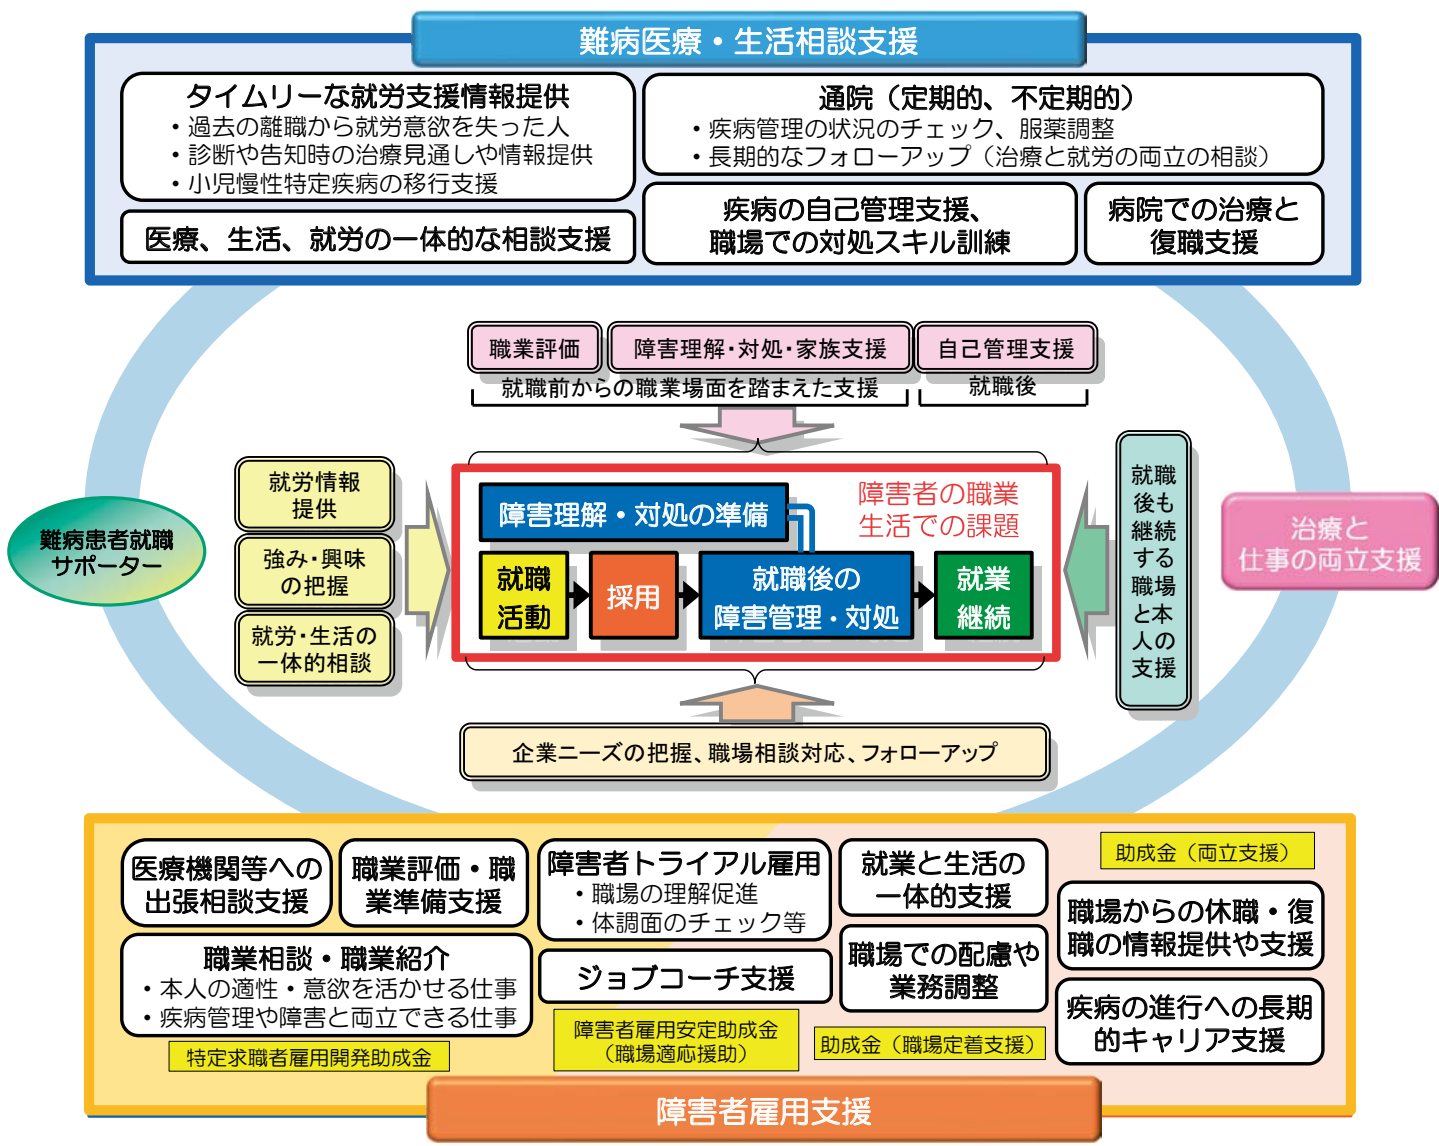 難病医療・生活相談支援
タイムリーな就労支援情報提供
・過去の離職から就労意欲を失った人
・診断や告知時の治療見通しや情報提供
・小児慢性特定疾病の移行支援
通院（定期的、不定期的）
・疾病管理の状況のチェック、服薬調整
・長期的なフォローアップ（治療と就労の両立の相談）
医療、生活、就労の一体的な相談支援
疾病の自己管理支援、
職場での対処スキル訓練
病院での治療と
復職支援
職業評価
障害理解・対処・家族支援
自己管理支援
就職前からの職業場面を踏まえた支援
就職後
難病患者就職
サポーター
就労情報
提供
強み・興味
の把握
就労・生活の
一体的相談
障害者の職業
生活での課題
障害理解・対処の準備
就職
活動
採用
就職後の
障害管理・対処
就業
継続
就職
後も
継続
する
職場
と本
人の
支援
治療と
仕事の両立支援
企業ニーズの把握、職場相談対応、フォローアップ
医療機関等への
出張相談支援
職業評価・職
業準備支援
障害者トライアル雇用
・職場の理解促進
・体調面のチェック等
就業と生活の
一体的支援
助成金（両立支援）
職場からの休職・復
職の情報提供や支援
職業相談・職業紹介
・本人の適性・意欲を活かせる仕事
・疾病管理や障害と両立できる仕事
ジョブコーチ支援
職場での配慮や
業務調整
疾病の進行への長期
的キャリア支援
特定求職者雇用開発助成金
障害者雇用安定助成金
（職場適応援助）
助成金（職場定着支援）
障害者雇用支援